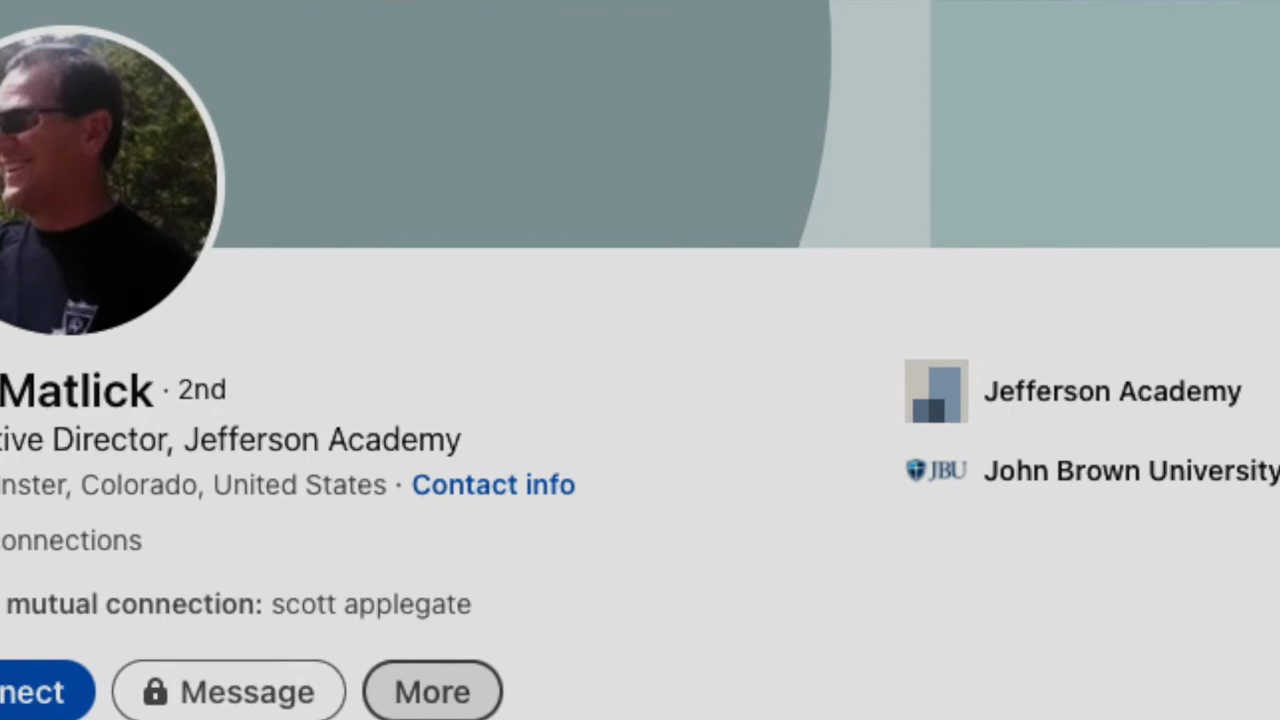 Matlick · 2nd
tive Director, Jefferson Academy
inster, Colorado, United States · Contact info
onnections
mutual connection: scott applegate
nect
Message
More
Jefferson Academy
JBU
John Brown University